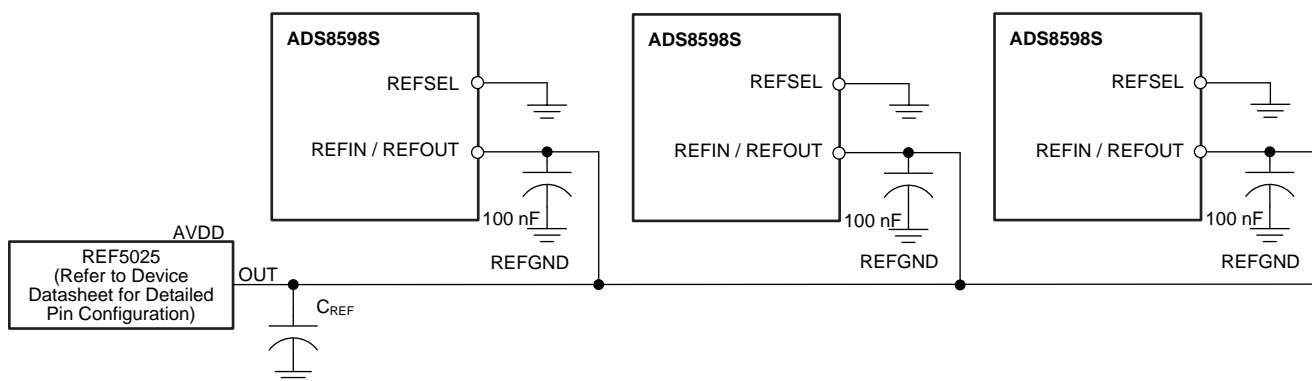 ADS8598S
REFSEL
REFIN / REFOUT
100 nF
REFGND
ADS8598S
REFSEL
REFIN / REFOUT
100 nF
REFGND
ADS8598S
REFSEL
REFIN / REFOUT
100 nF
REFGND
AVDD
REF5025
(Refer to Device
Datasheet for Detailed
Pin Configuration)
OUT
CREF